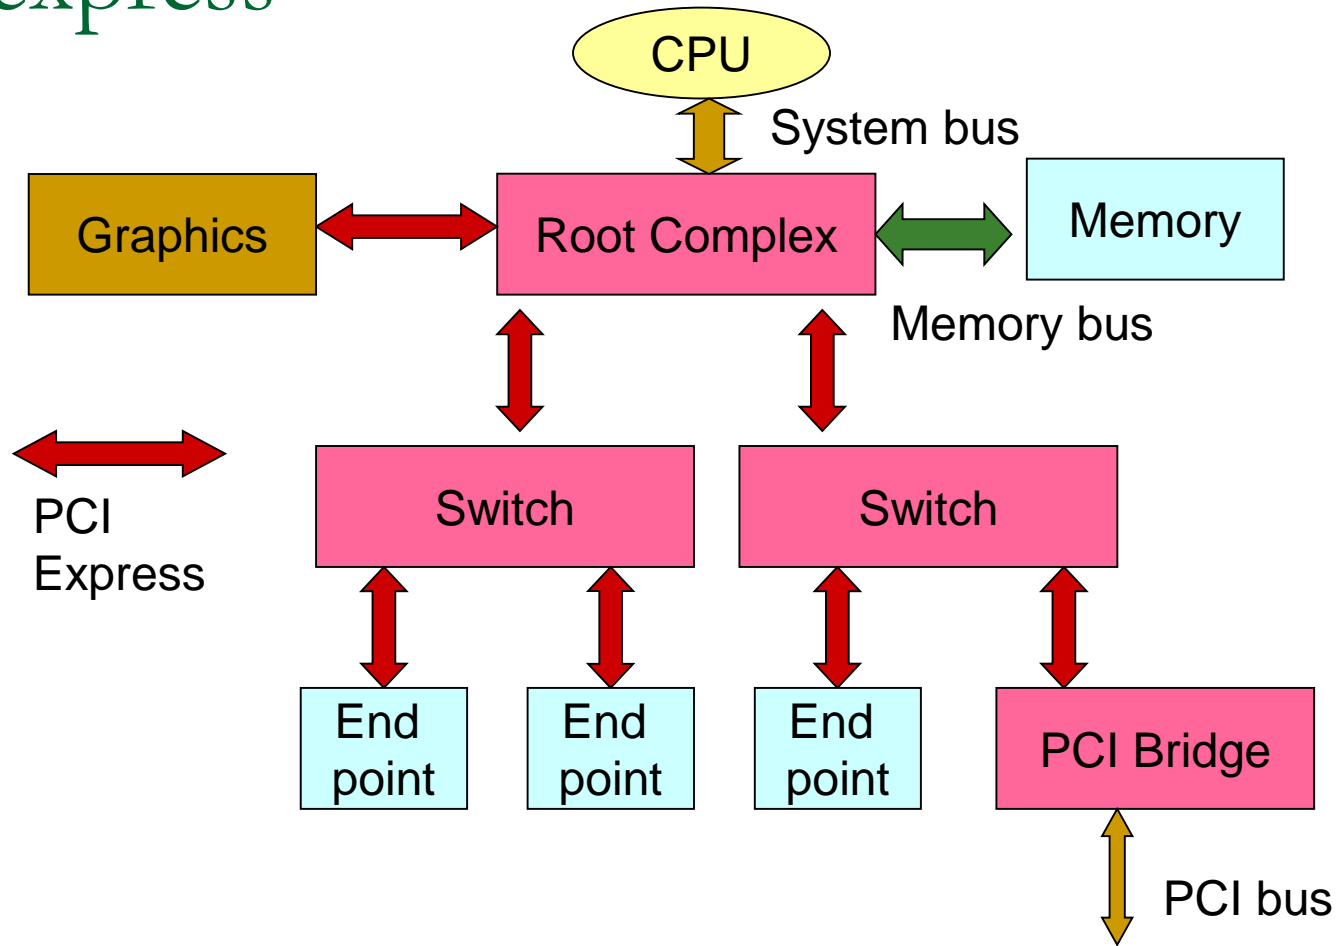 express
CPU
System bus
Graphics
Root Complex
Memory
Memory bus
PCI
Express
Switch
Switch
End
point
End
point
End
point
PCI Bridge
PCI bus